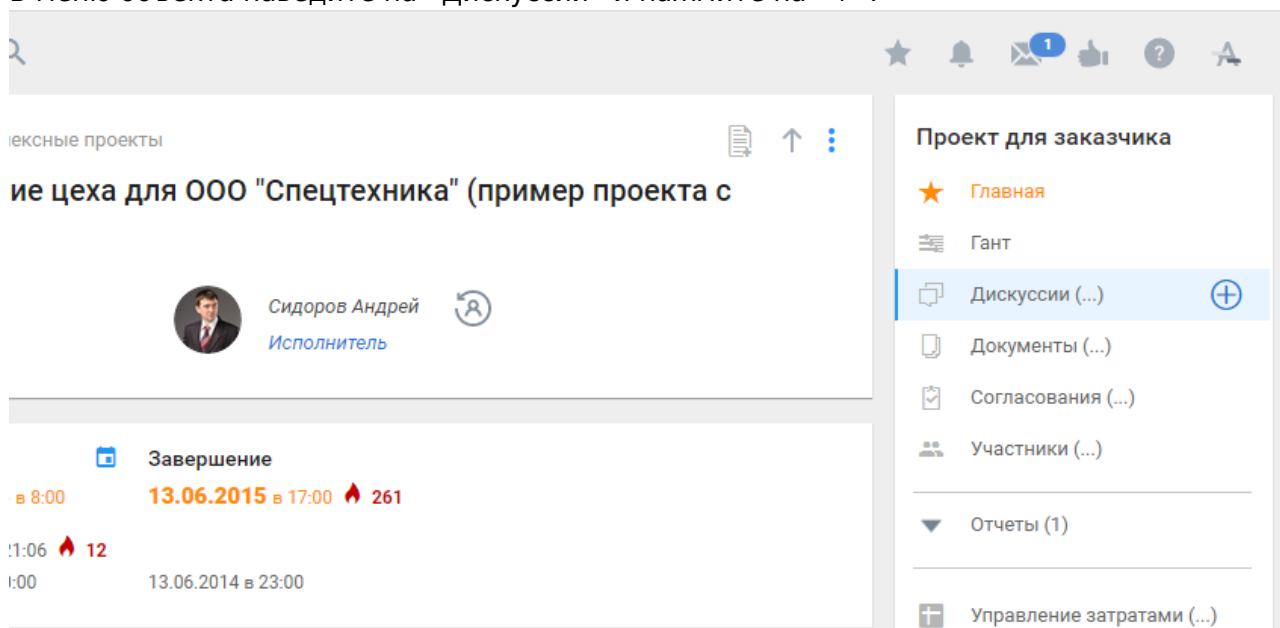 1
Проект для заказчика
лексные проекты
ие цеха для ООО "Спецтехника" (пример проекта с
Главная
Гант
Сидоров Андрей
Исполнитель
Дискуссии (...)
Документы (...)
Согласования (...)
Участники (...)
Завершение
в 8:00
13.06.2015 в 17:00 261
Отчеты (1)
21:06 12
:00
13.06.2014 в 23:00
Управление затратами (...)